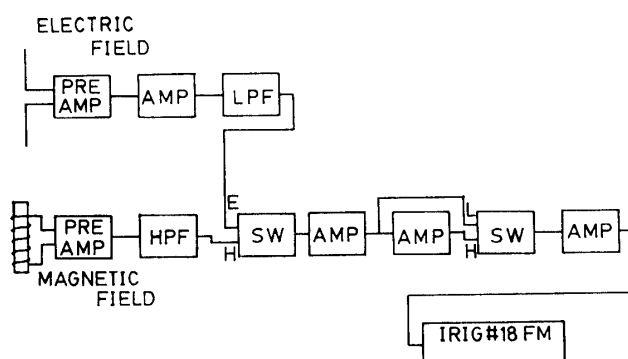 ELECTRIC
FIELD
PRE
AMP
AMP
LPF
E
L
PRE
AMP
HPF
H
SW
AMP
AMP
H
SW
AMP
MAGNETIC
FIELD
IRIG#18 FM